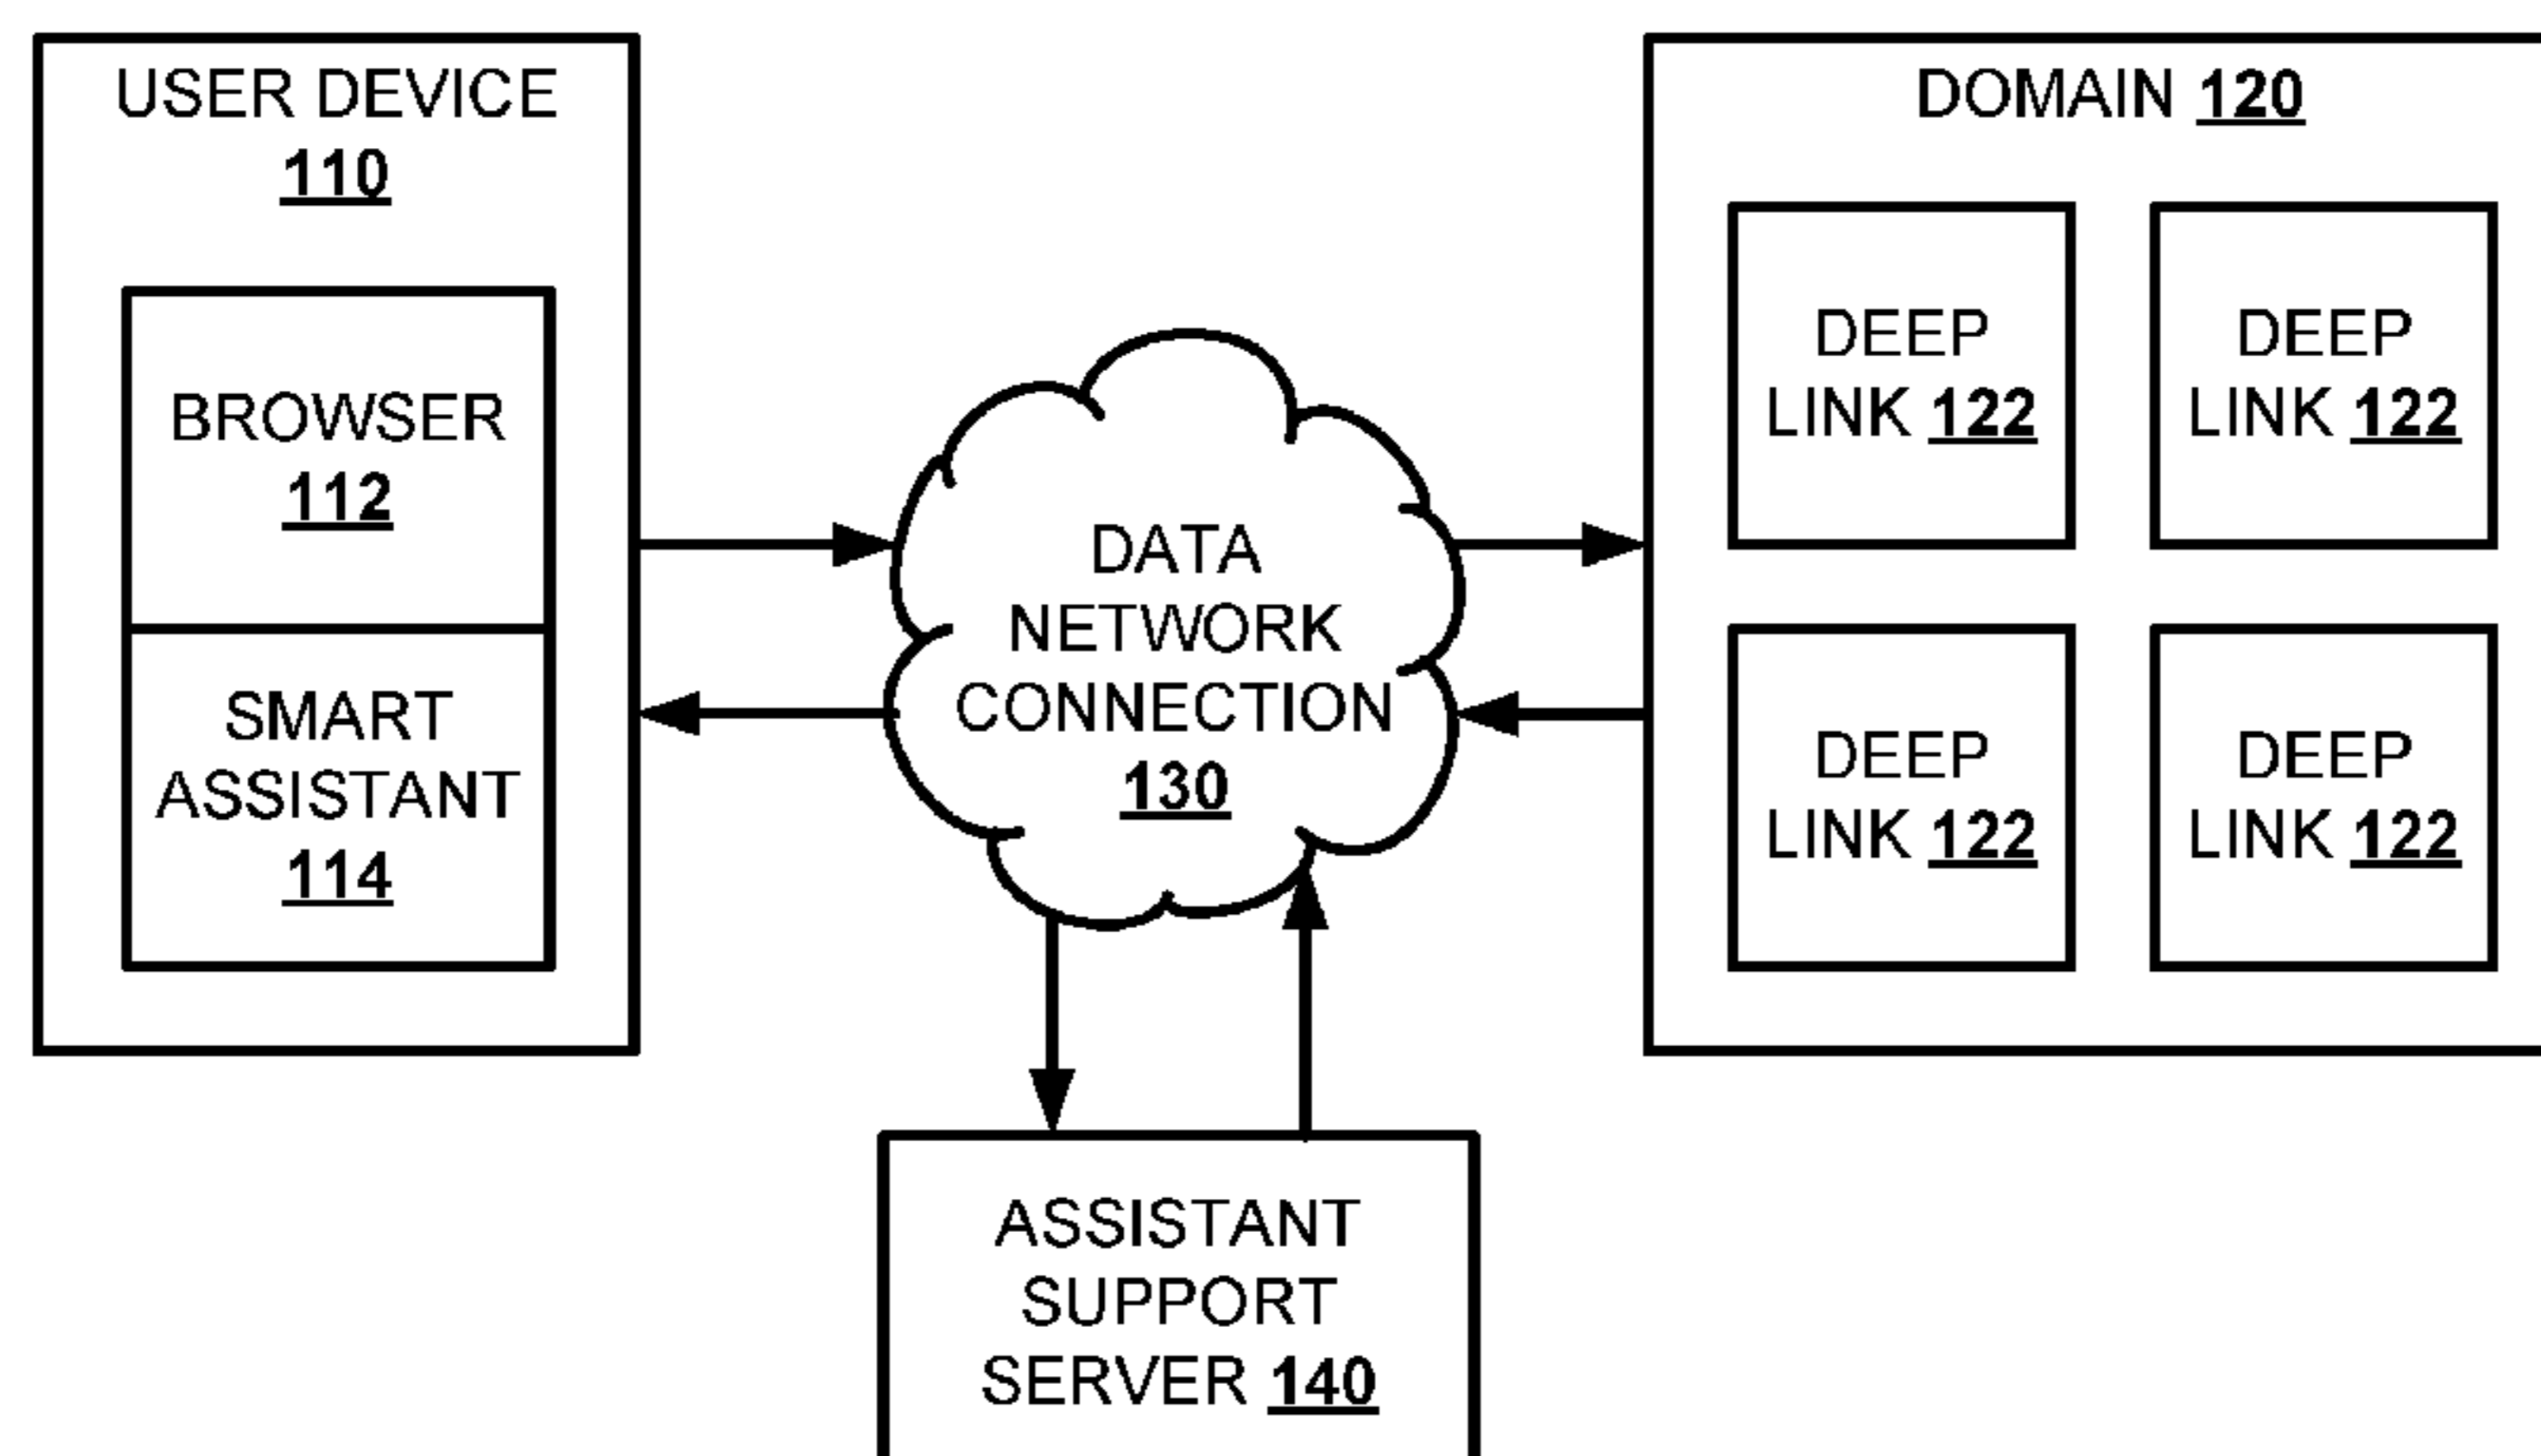 USER DEVICE
110
BROWSER
112
SMART
ASSISTANT
114
DATA
NETWORK
CONNECTION
130
DOMAIN 120
DEEP
LINK 122
DEEP
LINK 122
DEEP
LINK 122
DEEP
LINK 122
ASSISTANT
SUPPORT
SERVER 140